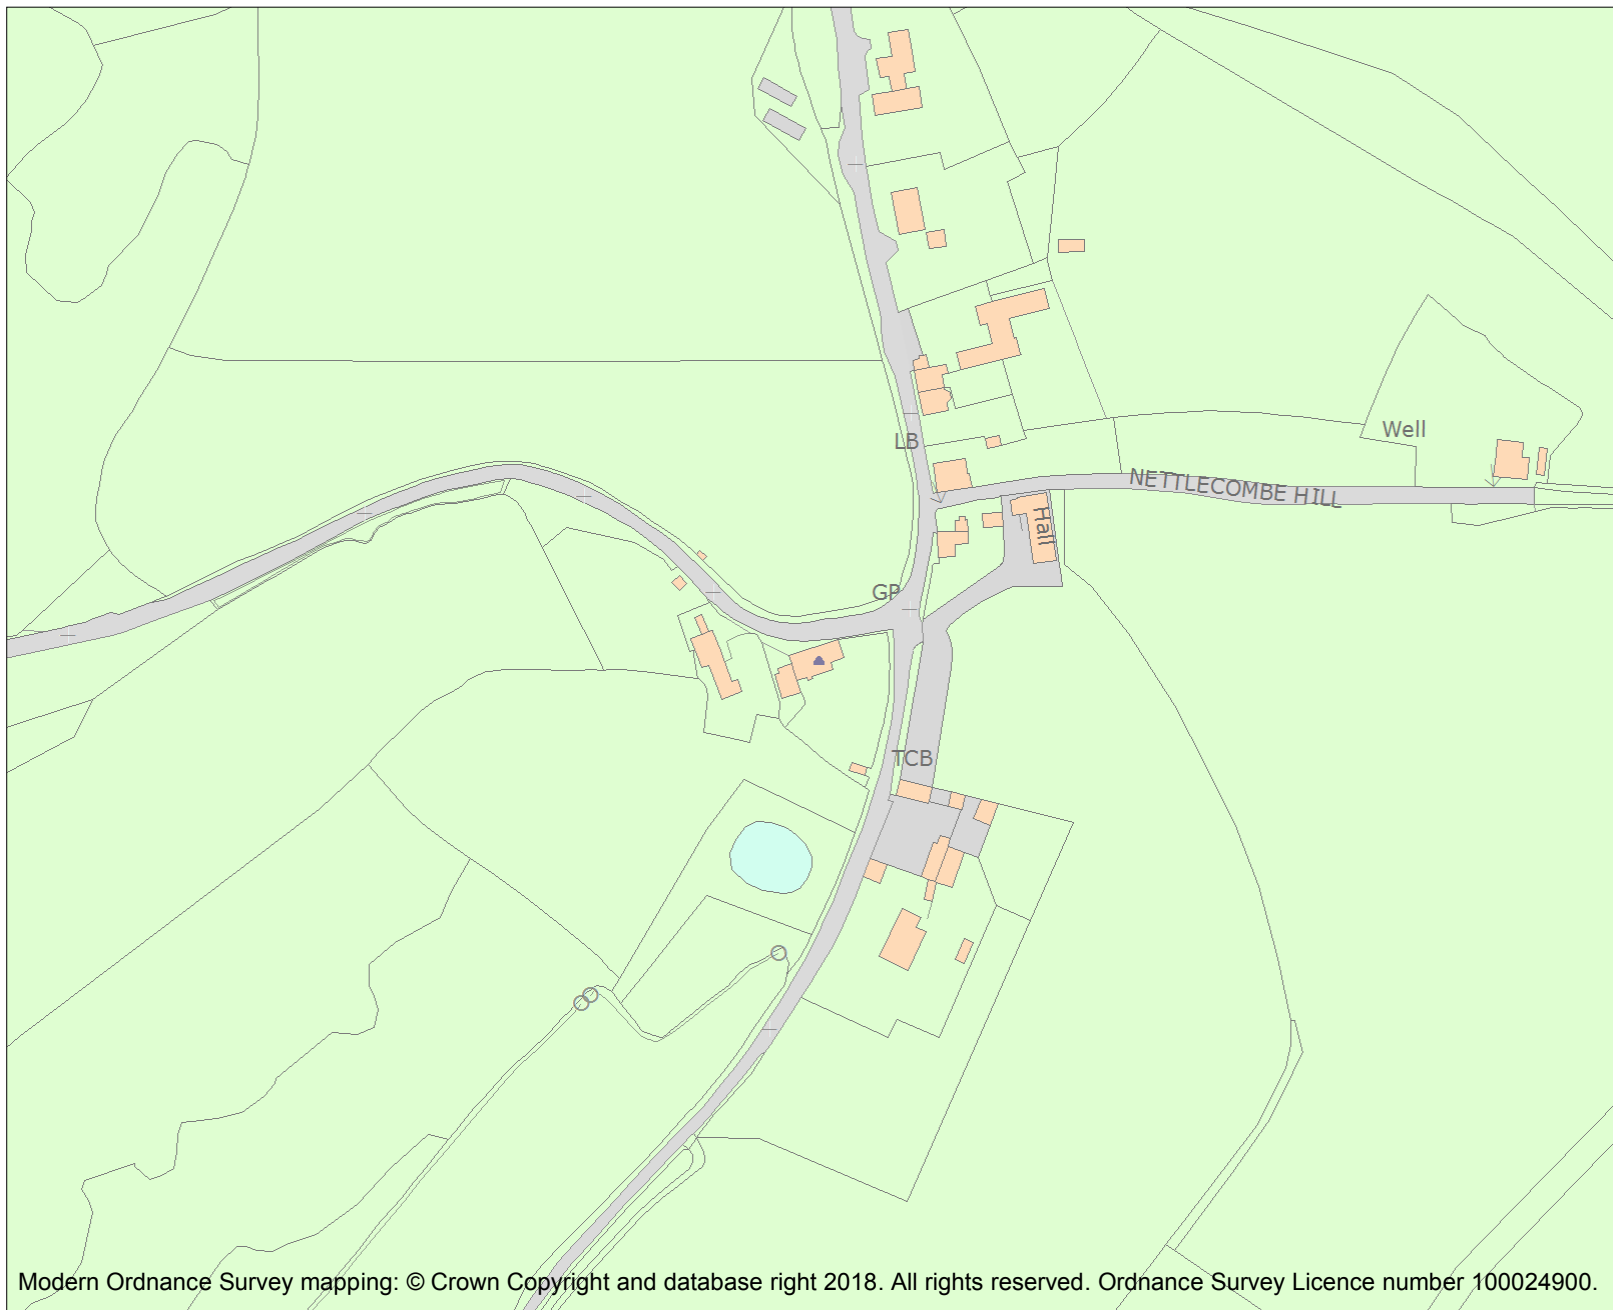 Well
LB
NETTLECOMBE HILL
Hall
GP
TCB
Modern Ordnance Survey mapping: © Crown Copyright and database right 2018. All rights reserved. Ordnance Survey Licence number 100024900.